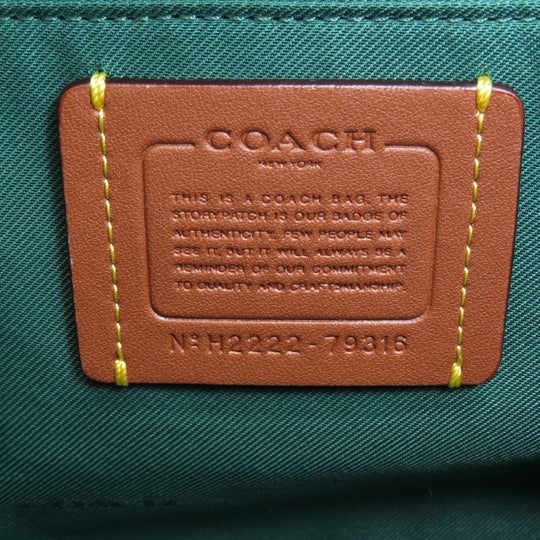 COACH
NEW YORK
THIS IS A COACH BAG. THE
STORYPATCH IS OUR BADGE OF
AUTHENTICITY. FEW PEOPLE MAY
SEE IT, BUT IT WILL ALWAYS BE A
REMINDER OF OUR COMMITMENT
TO QUALITY AND CRAFTSMANSHIP.
Nº H2222-79316